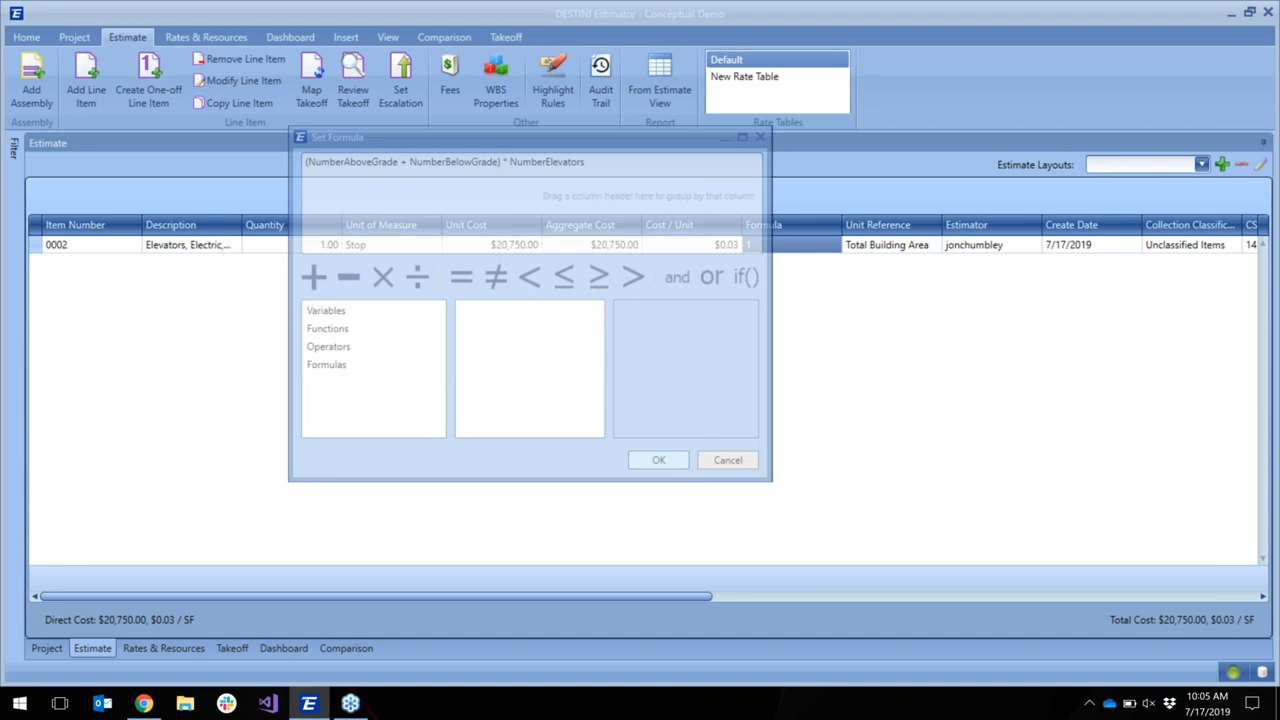 DESTINI Estimator - Conceptual Demo
Home Project Estimate Rates & Resources Dashboard Insert View Comparison Takeoff
Add Assembly
Add Line Item
Create One-off Line Item
Remove Line Item
Modify Line Item
Copy Line Item
Map Takeoff
Review Takeoff
Set Escalation
Fees
WBS Properties
Highlight Rules
Audit Trail
From Estimate View
Default
New Rate Table
Assembly Line Item Other Report Rate Tables
Filter
Estimate
Estimate Layouts:
Set Formula
(NumberAboveGrade + NumberBelowGrade) * NumberElevators
Drag a column header here to group by that column
Item Number Description Quantity Unit of Measure Unit Cost Aggregate Cost Cost / Unit Formula Unit Reference Estimator Create Date Collection Classific... CS
0002 Elevators, Electric,... 1.00 Stop $20,750.00 $20,750.00 $0.03 1 Total Building Area jonchumbley 7/17/2019 Unclassified Items 14
+ − × ÷ = ≠ < ≤ ≥ > and or if()
Variables
Functions
Operators
Formulas
OK Cancel
Direct Cost: $20,750.00, $0.03 / SF Total Cost: $20,750.00, $0.03 / SF
Project Estimate Rates & Resources Takeoff Dashboard Comparison
10:05 AM
7/17/2019